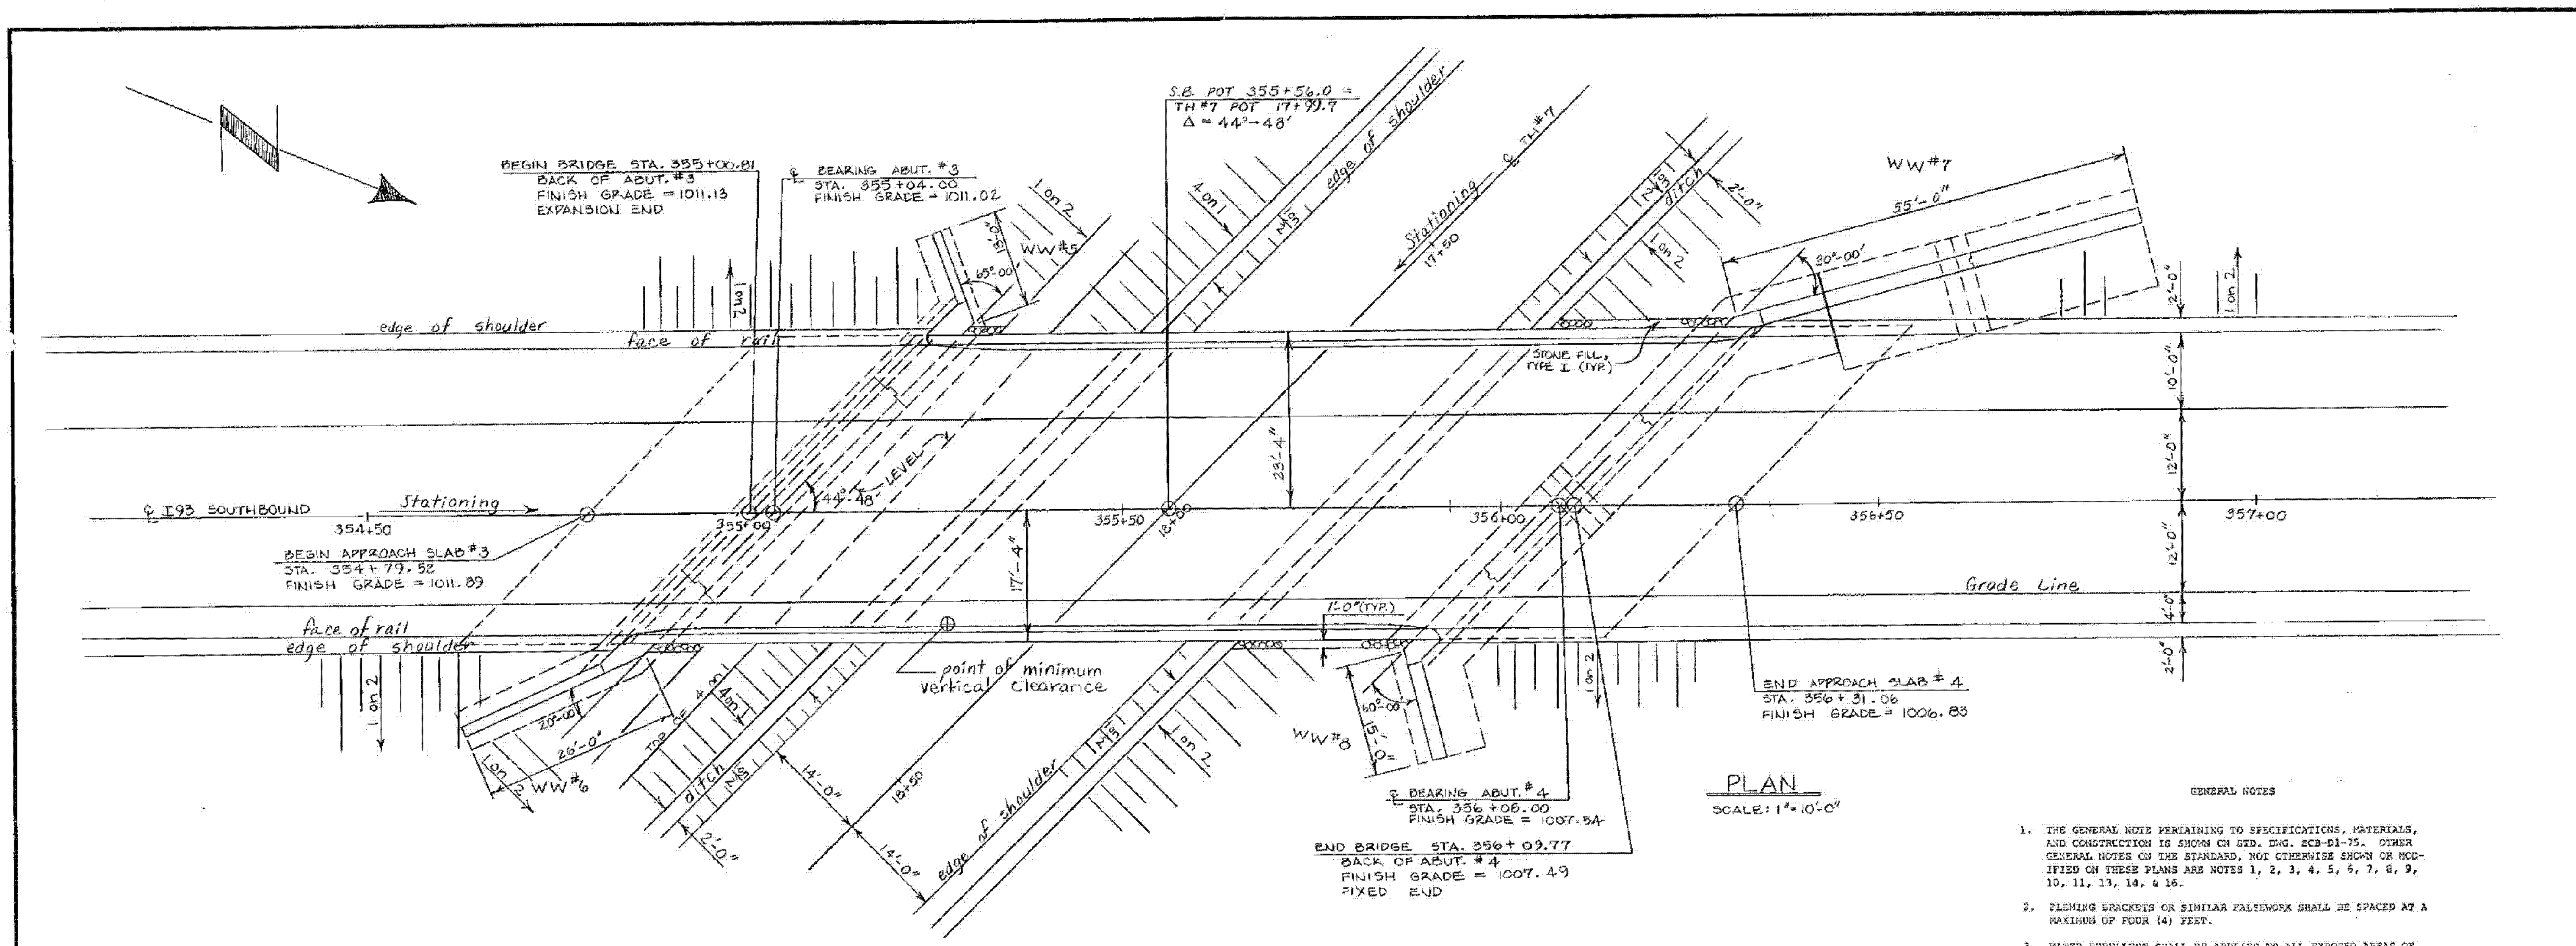 S.B. POT 355+56.0 =
TH #7 POT 17+99.7
Δ = 44°-48'
BEGIN BRIDGE STA. 355+00.81
BACK OF ABUT. #3
FINISH GRADE = 1011.13
EXPANSION END
℄ BEARING ABUT. #3
STA. 355+04.00
FINISH GRADE = 1011.02
1 on 2
18'-0"
WW #5
65°-00'
4 on 1
edge of shoulder
℄ TH #7
Stationing
17+50
ditch
2'-0"
1 on 2
WW #7
55'-0"
30°-00'
2'-0"
1 on 2
1 on 2
edge of shoulder
face of rail
STONE FILL,
TYPE I (TYP.)
10'-0"
23'-4"
12'-0"
LEVEL
44°-48'
℄ I93 SOUTHBOUND
Stationing
354+50
355+00
355+50
18+00
356+00
356+50
357+00
BEGIN APPROACH SLAB #3
STA. 354+79.52
FINISH GRADE = 1011.89
17'-4"
12'-0"
Grade Line
1'-0" (TYP.)
4'-0"
face of rail
edge of shoulder
2'-0"
point of minimum
vertical clearance
1 on 2
20°-00'
26'-0"
TOP OF
4 on 1
1 on 2
WW #6
ditch
2'-0"
14'-0"
18+50
14'-0"
edge of shoulder
1 on 2
60°-00'
15'-0"
WW #8
1 on 2
END APPROACH SLAB #4
STA. 356+31.06
FINISH GRADE = 1006.83
℄ BEARING ABUT. #4
STA. 356+08.00
FINISH GRADE = 1007.54
END BRIDGE STA. 356+09.77
BACK OF ABUT. #4
FINISH GRADE = 1007.49
FIXED END
PLAN
SCALE: 1"=10'-0"
GENERAL NOTES
1. THE GENERAL NOTE PERTAINING TO SPECIFICATIONS, MATERIALS,
AND CONSTRUCTION IS SHOWN ON STD. DWG. SCB-D1-75. OTHER
GENERAL NOTES ON THE STANDARD, NOT OTHERWISE SHOWN OR MOD-
IFIED ON THESE PLANS ARE NOTES 1, 2, 3, 4, 5, 6, 7, 8, 9,
10, 11, 13, 14, & 16.
2. FLEMING BRACKETS OR SIMILAR FALSEWORK SHALL BE SPACED AT A
MAXIMUM OF FOUR (4) FEET.